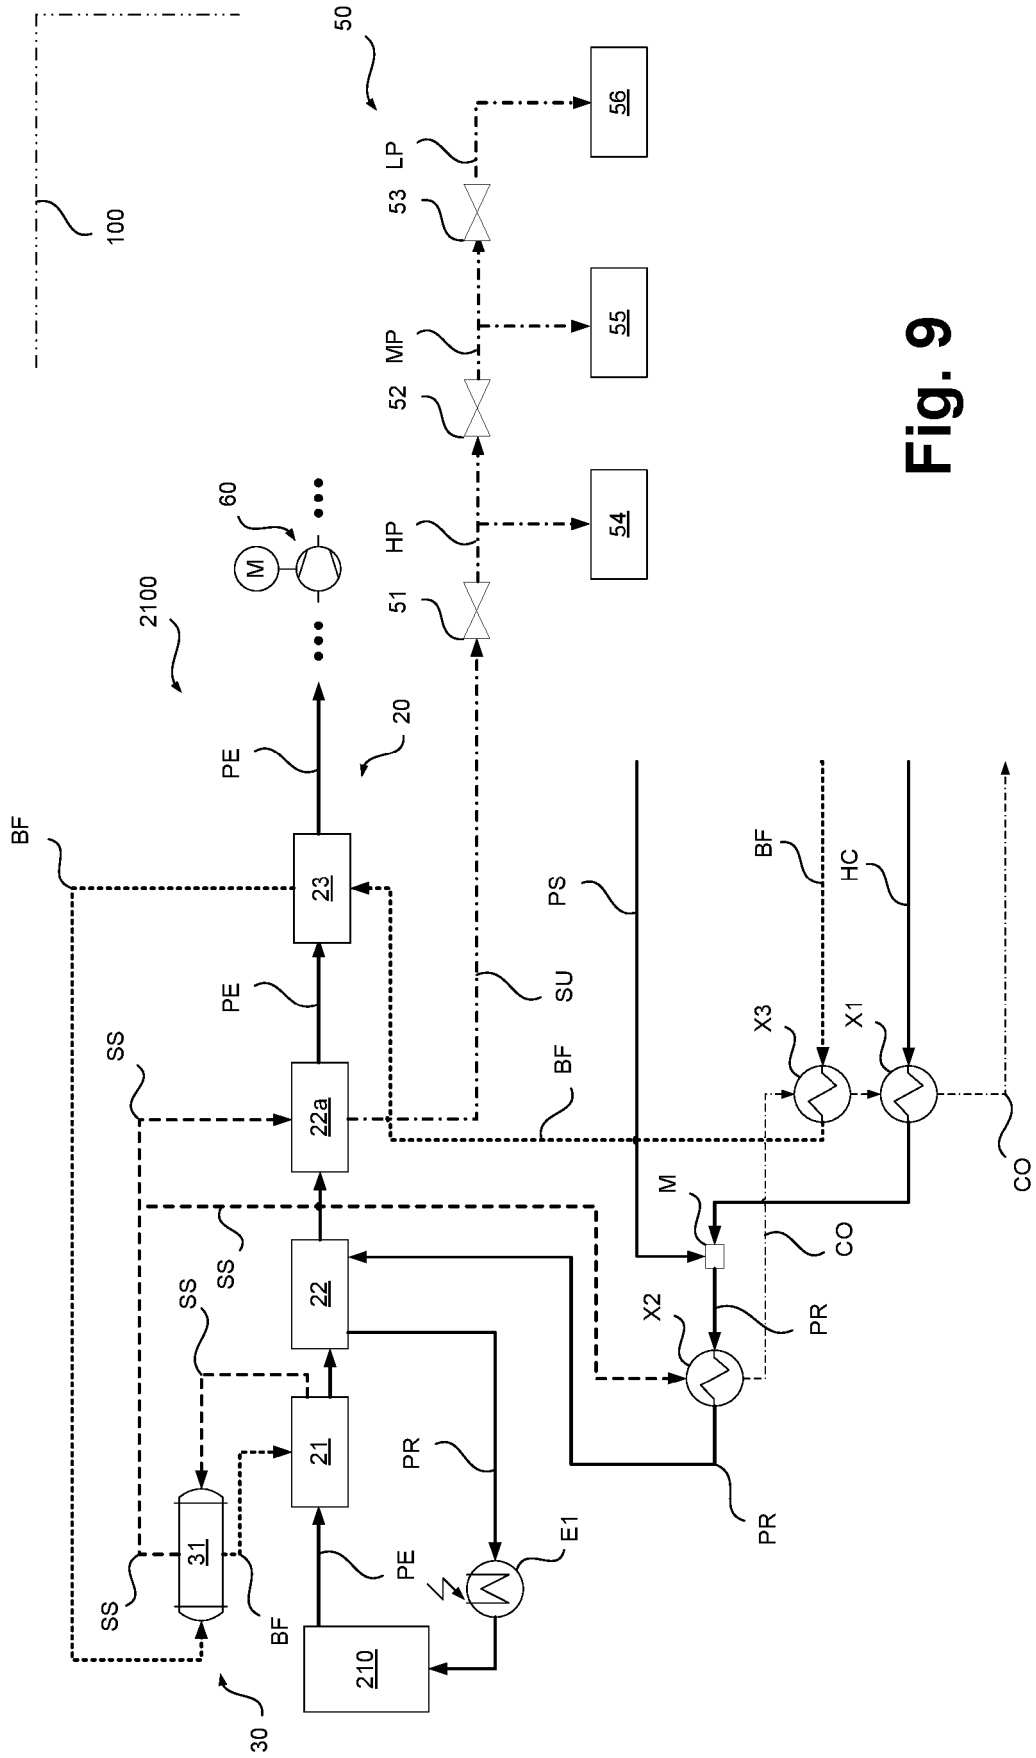 100
50
LP
53
56
MP
52
55
60
M
2100
HP
51
54
BF
PE
20
23
PE
SS
22a
SU
PS
BF
HC
BF
X3
X1
CO
SS
SS
22
M
X2
CO
PR
21
PR
PR
SS
31
BF
PE
E1
210
30
Fig. 9